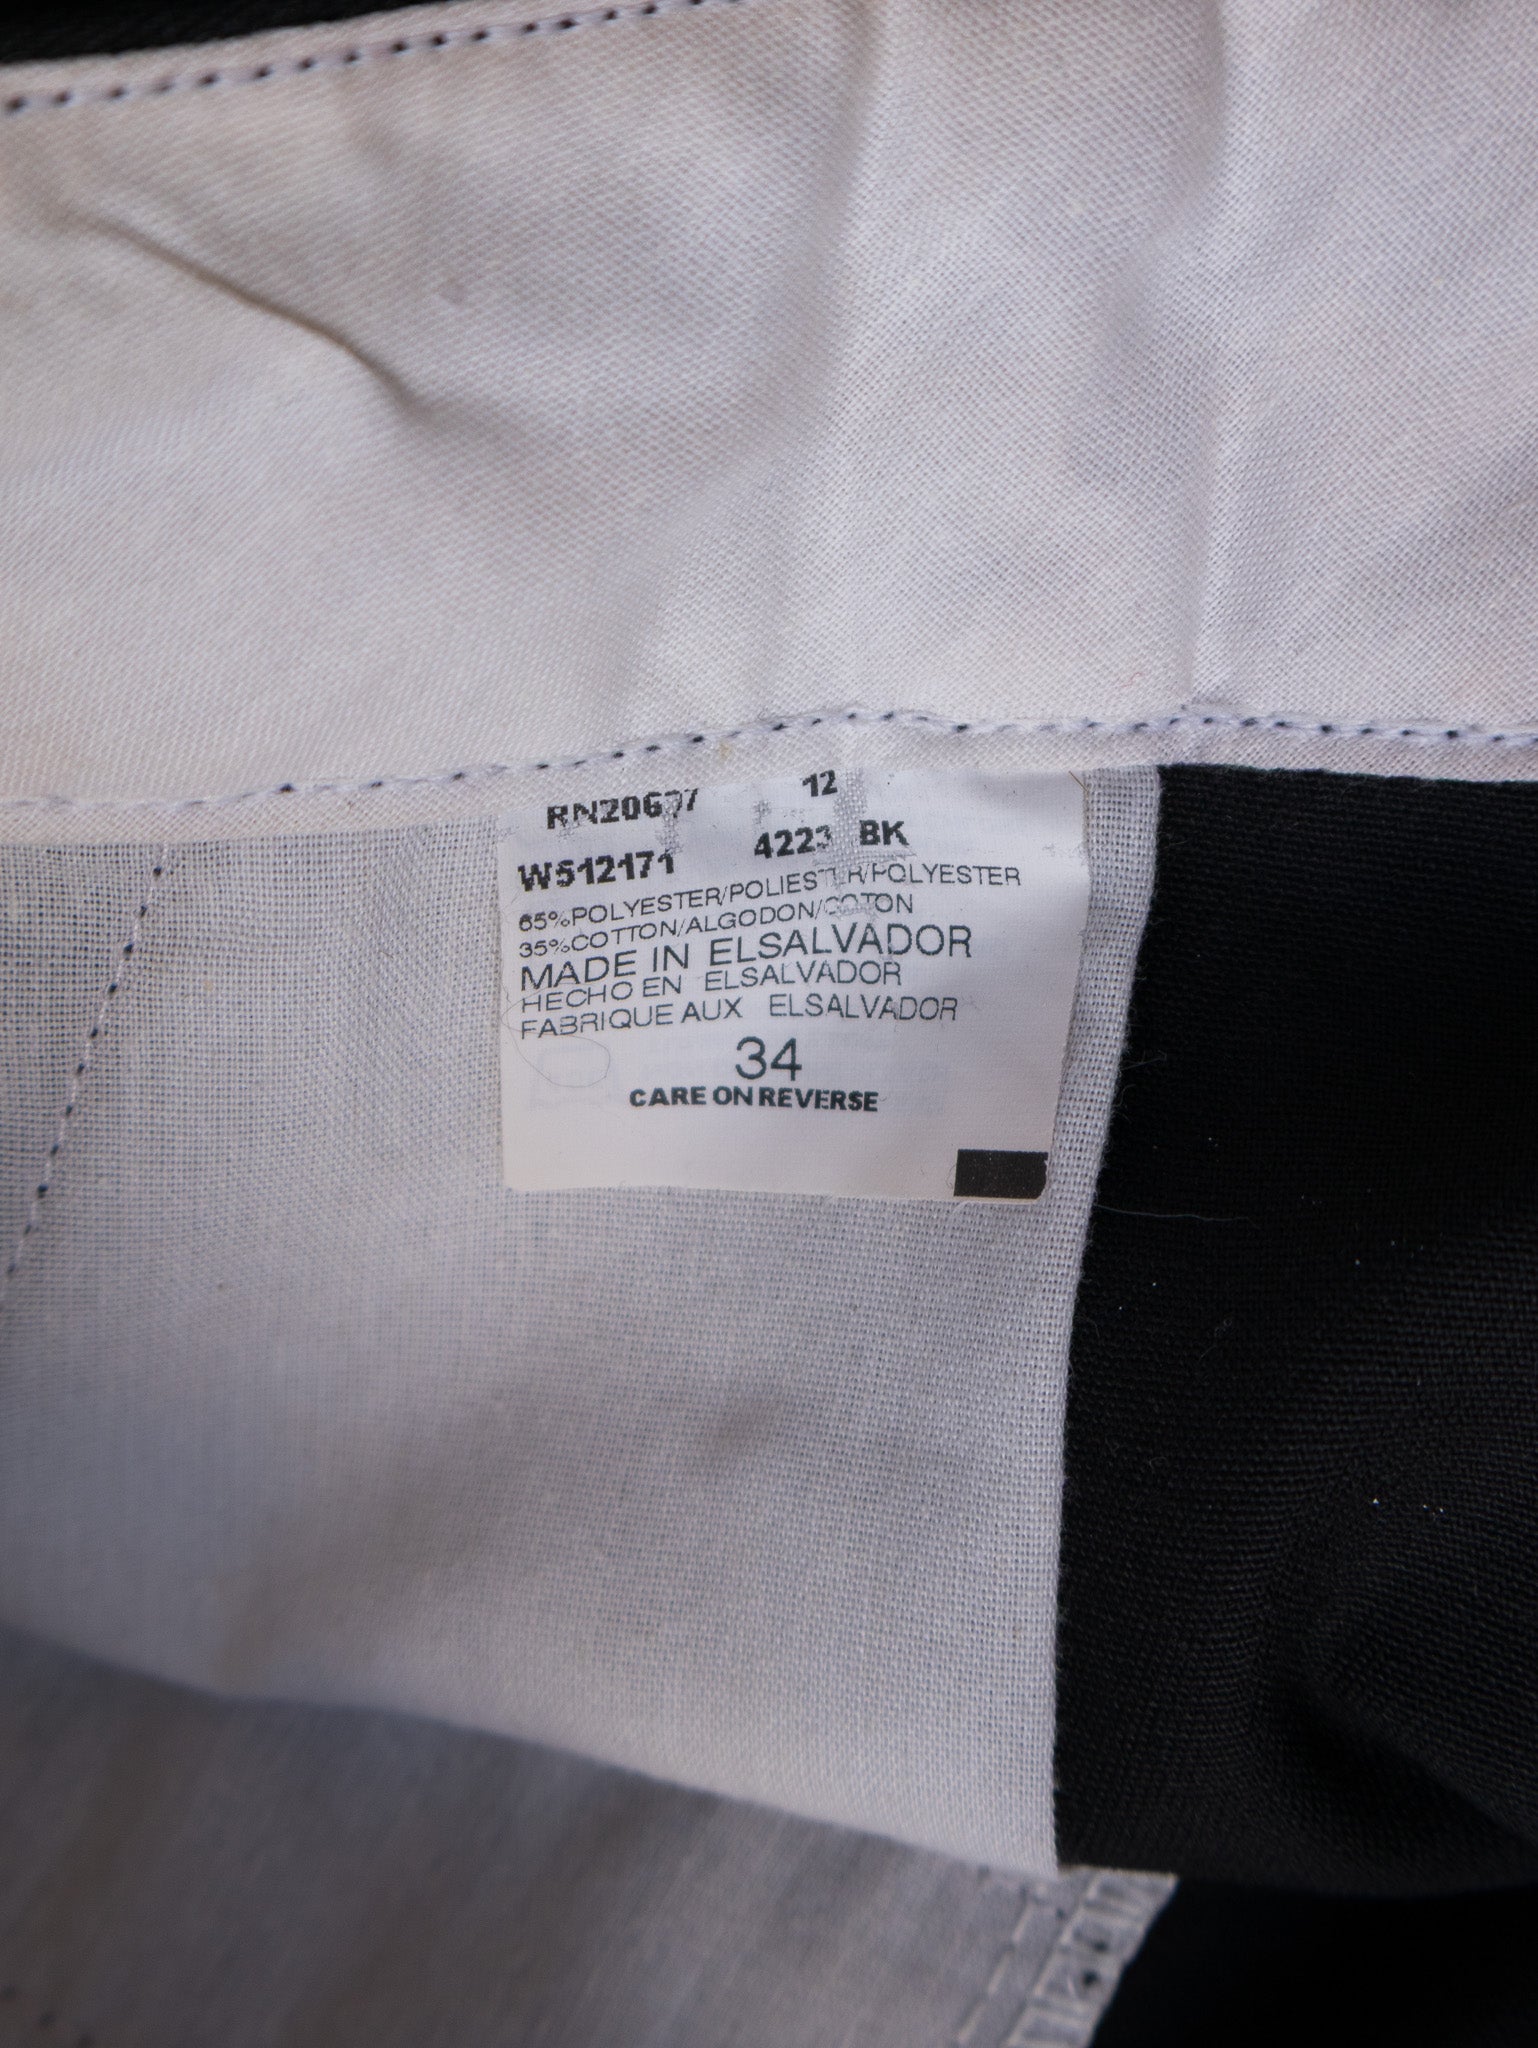 RN20697 12
W512171 4223 BK
65%POLYESTER/POLIESTER/POLYESTER
35%COTTON/ALGODON/COTON
MADE IN ELSALVADOR
HECHO EN ELSALVADOR
FABRIQUE AUX ELSALVADOR
34
CARE ON REVERSE